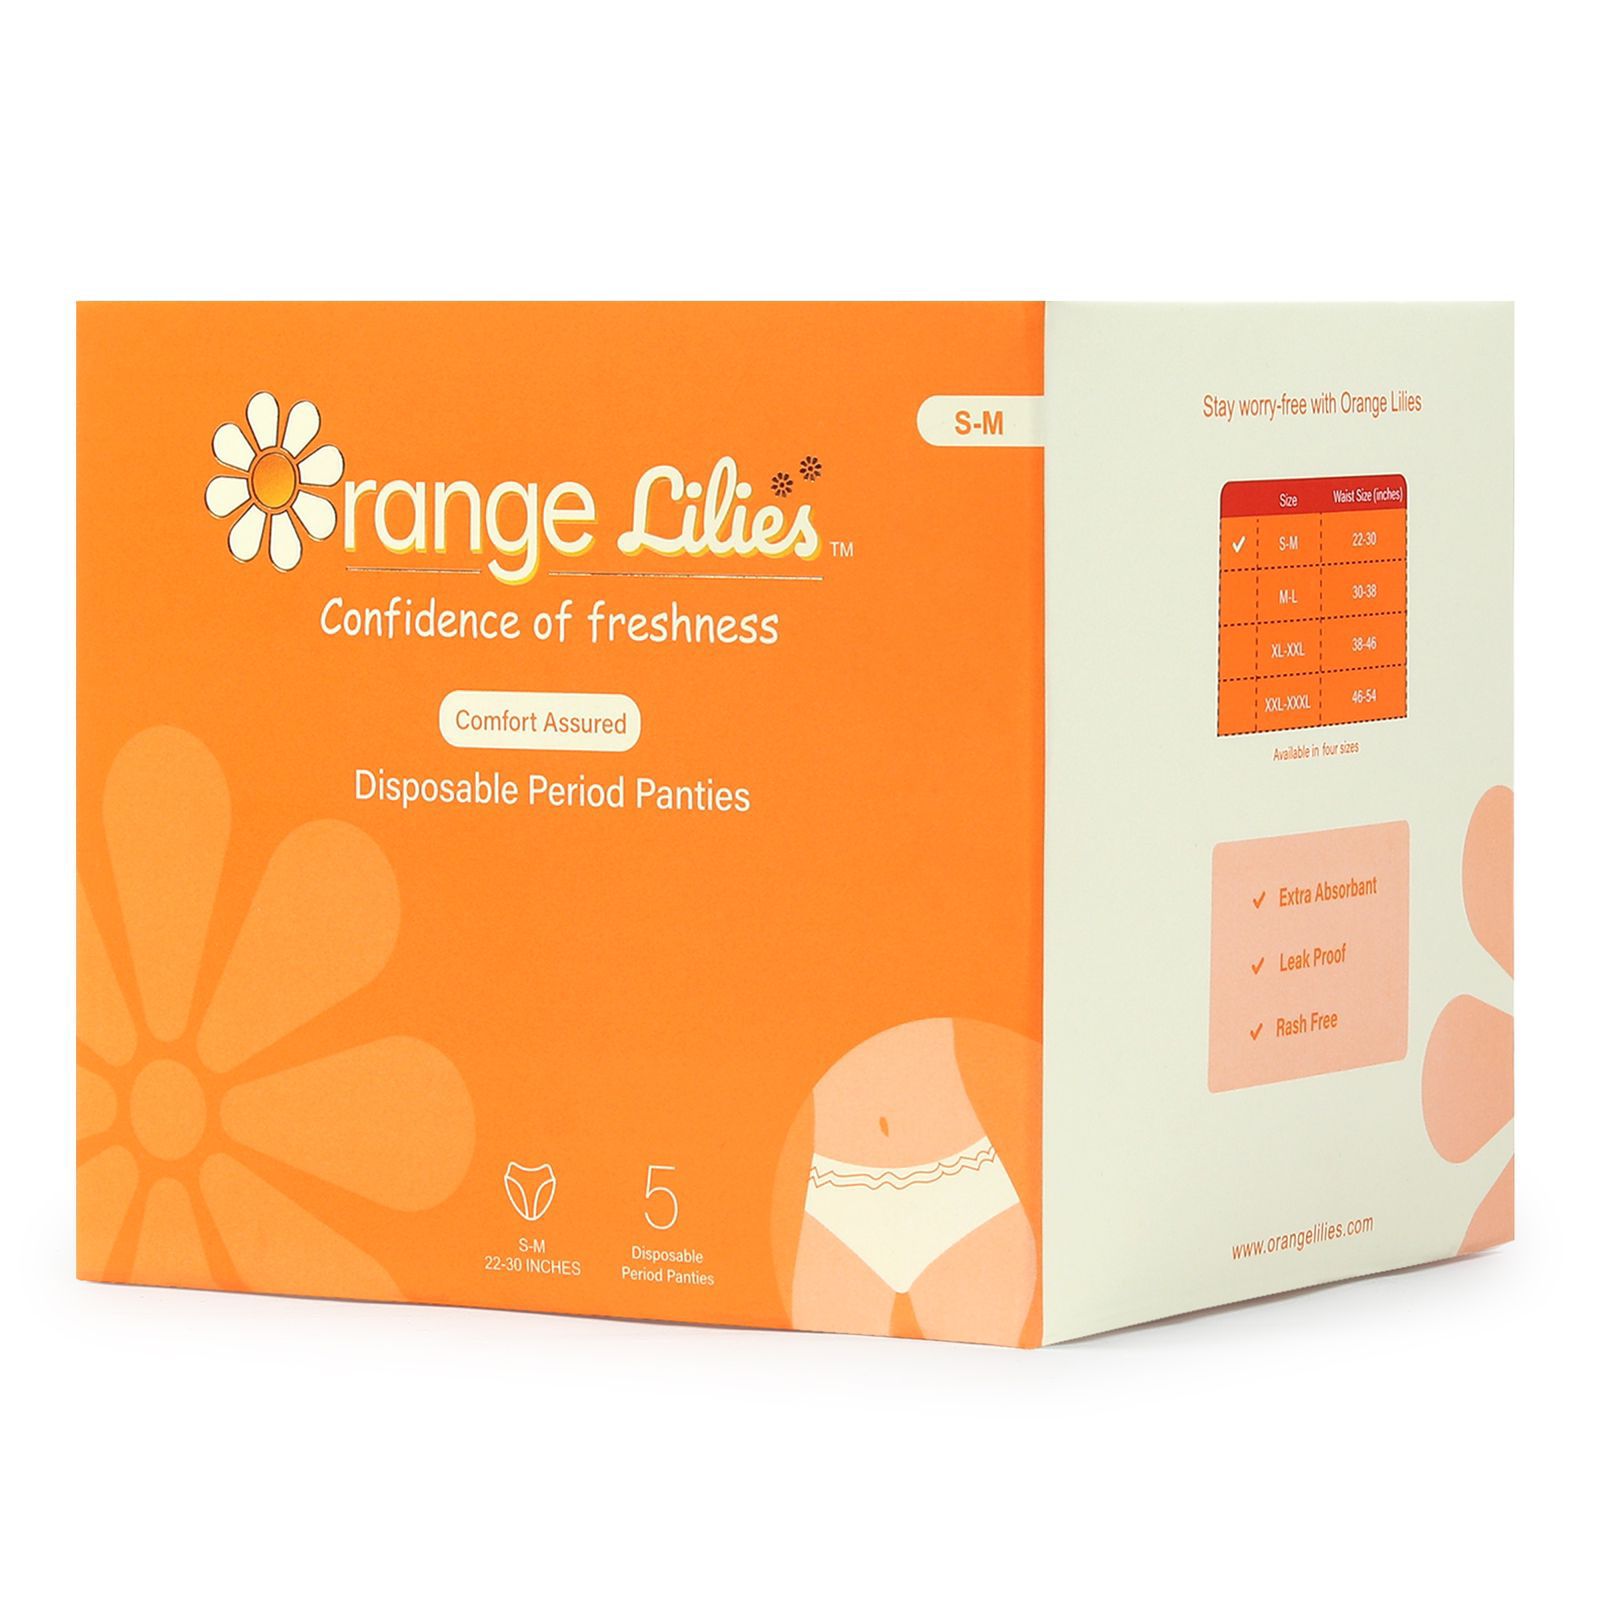 Orange Lilies TM
Confidence of freshness
Comfort Assured
Disposable Period Panties
S-M
S-M
22-30 INCHES
5
Disposable
Period Panties
Stay worry-free with Orange Lilies
Size Waist Size (inches)
S-M 22-30
M-L 30-38
XL-XXL 38-46
XXL-XXXL 46-54
Available in four sizes
Extra Absorbant
Leak Proof
Rash Free
www.orangelilies.com